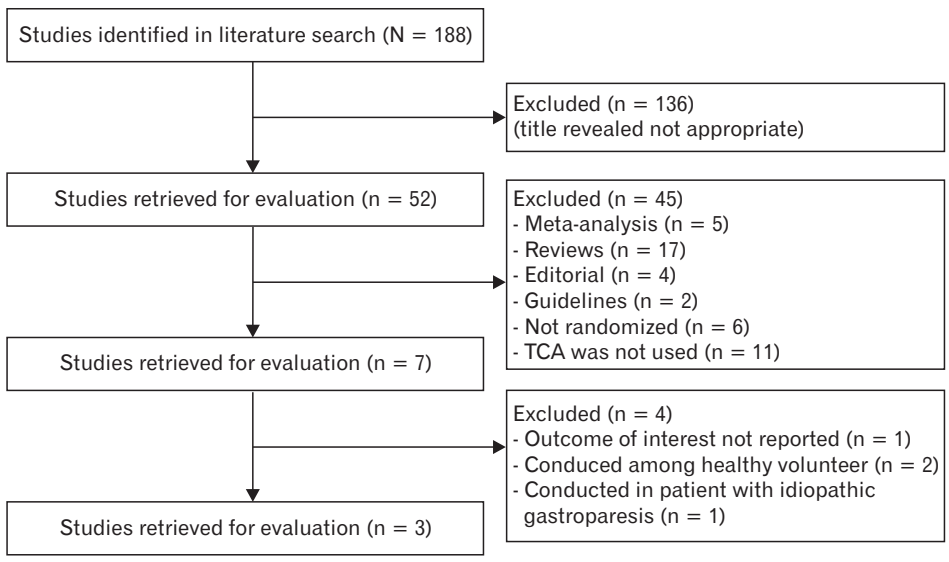 Studies identified in literature search (N = 188)
Excluded (n = 136)
(title revealed not appropriate)
Studies retrieved for evaluation (n = 52)
Excluded (n = 45)
- Meta-analysis (n = 5)
- Reviews (n = 17)
- Editorial (n = 4)
- Guidelines (n = 2)
- Not randomized (n = 6)
- TCA was not used (n = 11)
Studies retrieved for evaluation (n = 7)
Excluded (n = 4)
- Outcome of interest not reported (n = 1)
- Conduced among healthy volunteer (n = 2)
- Conducted in patient with idiopathic
gastroparesis (n = 1)
Studies retrieved for evaluation (n = 3)